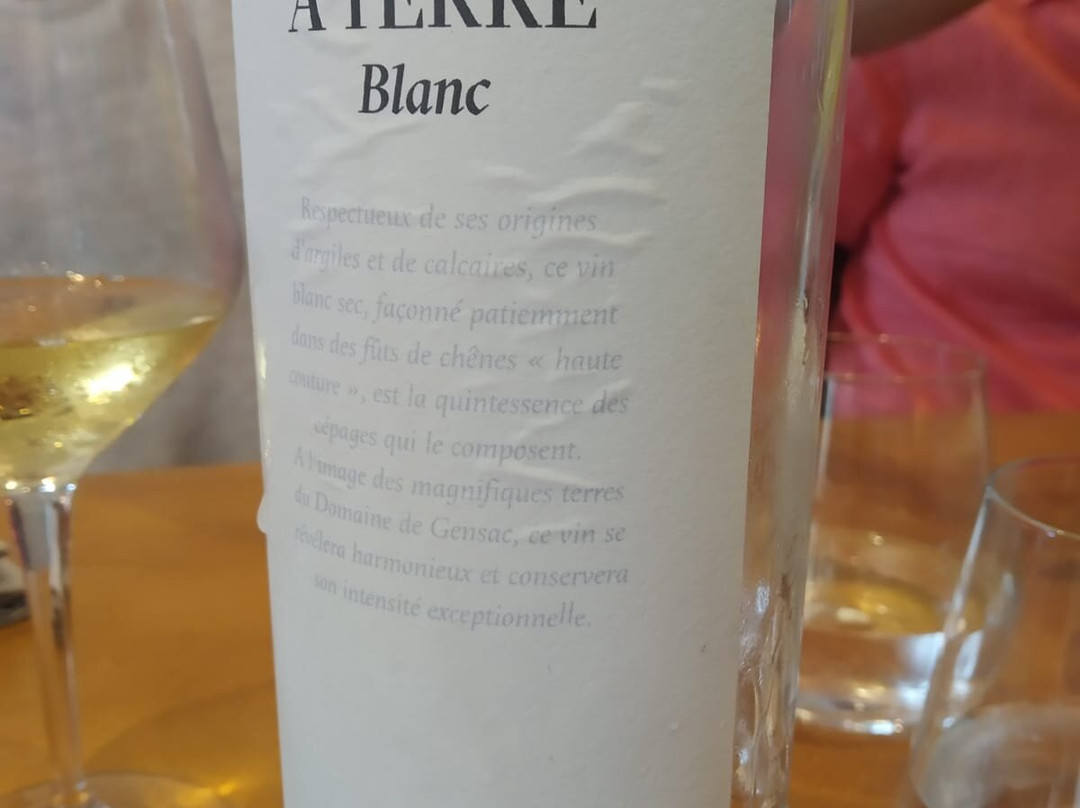 A TERRE
Blanc
Respectueux de ses origines
d'argiles et de calcaires, ce vin
blanc sec, façonné patiemment
dans des fûts de chênes « haute
couture », est la quintessence des
cépages qui le composent.
A l'image des magnifiques terres
du Domaine de Gensac, ce vin se
révèlera harmonieux et conservera
son intensité exceptionnelle.